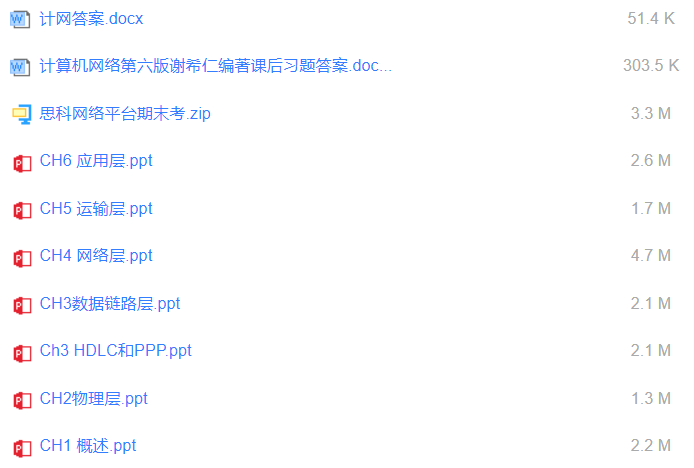 计网答案.docx 51.4 K
计算机网络第六版谢希仁编著课后习题答案.doc... 303.5 K
思科网络平台期末考.zip 3.3 M
CH6 应用层.ppt 2.6 M
CH5 运输层.ppt 1.7 M
CH4 网络层.ppt 4.7 M
CH3数据链路层.ppt 2.1 M
Ch3 HDLC和PPP.ppt 2.1 M
CH2物理层.ppt 1.3 M
CH1 概述.ppt 2.2 M